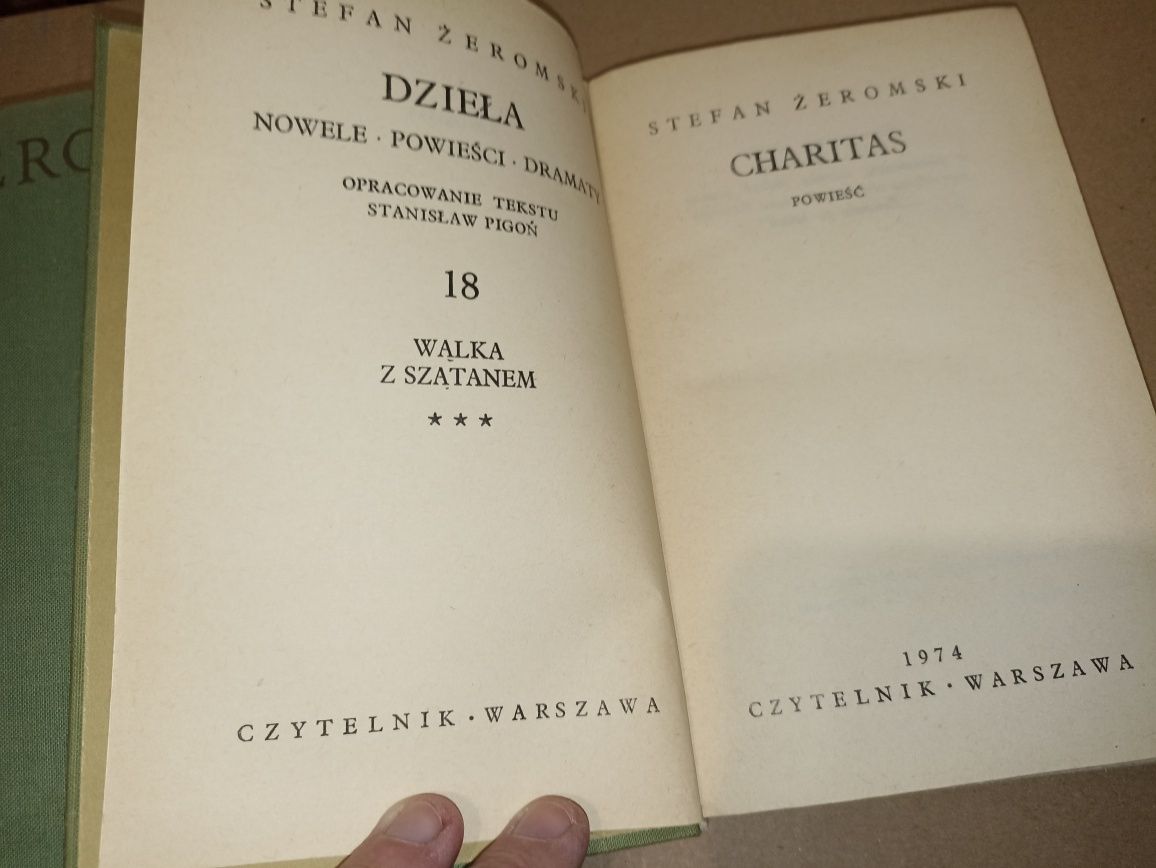 STEFAN ŻEROMSKI
DZIEŁA
NOWELE · POWIEŚCI · DRAMATY
OPRACOWANIE TEKSTU
STANISŁAW PIGOŃ
18
WALKA
Z SZATANEM
★ ★ ★
CZYTELNIK · WARSZAWA
STEFAN ŻEROMSKI
CHARITAS
POWIEŚĆ
1974
CZYTELNIK · WARSZAWA